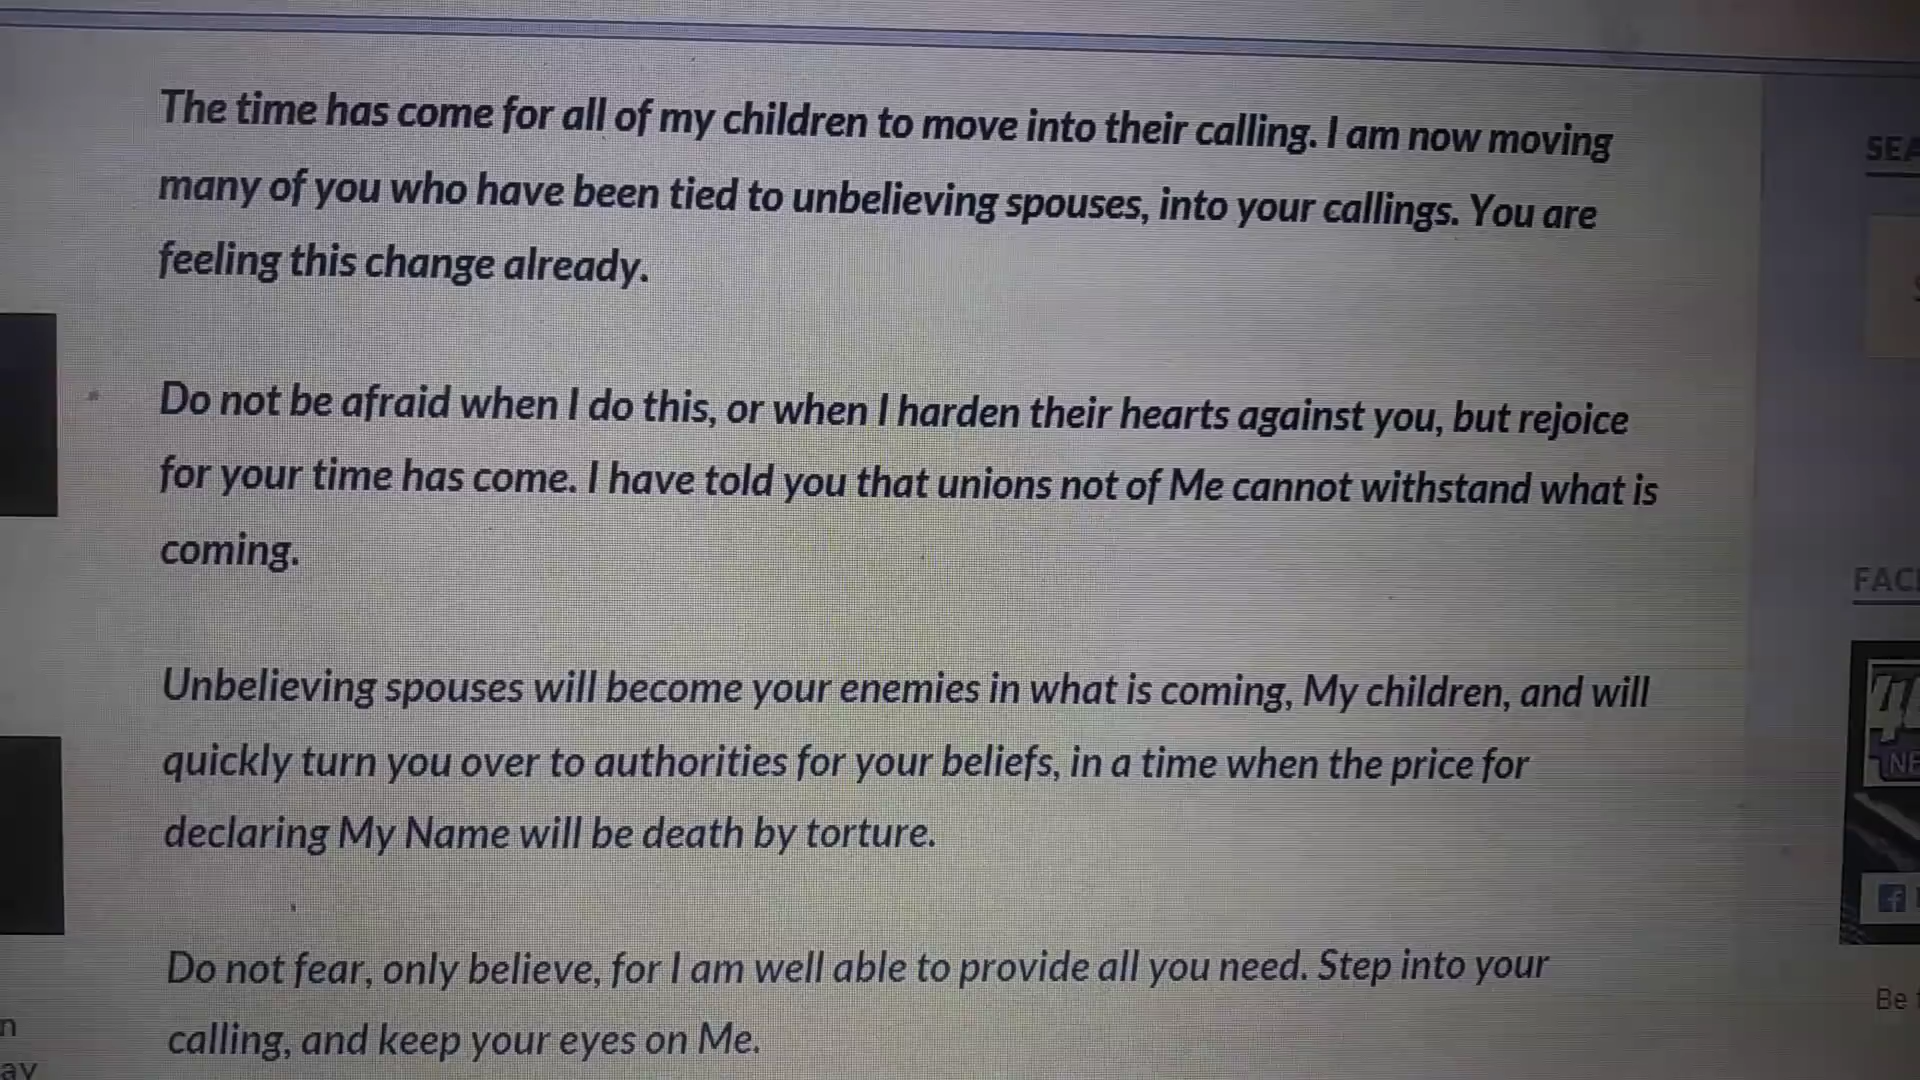 The time has come for all of my children to move into their calling. I am now moving
many of you who have been tied to unbelieving spouses, into your callings. You are
feeling this change already.
Do not be afraid when I do this, or when I harden their hearts against you, but rejoice
for your time has come. I have told you that unions not of Me cannot withstand what is
coming.
Unbelieving spouses will become your enemies in what is coming, My children, and will
quickly turn you over to authorities for your beliefs, in a time when the price for
declaring My Name will be death by torture.
Do not fear, only believe, for I am well able to provide all you need. Step into your
calling, and keep your eyes on Me.
SEA
FAC
NE
Be
n
ay